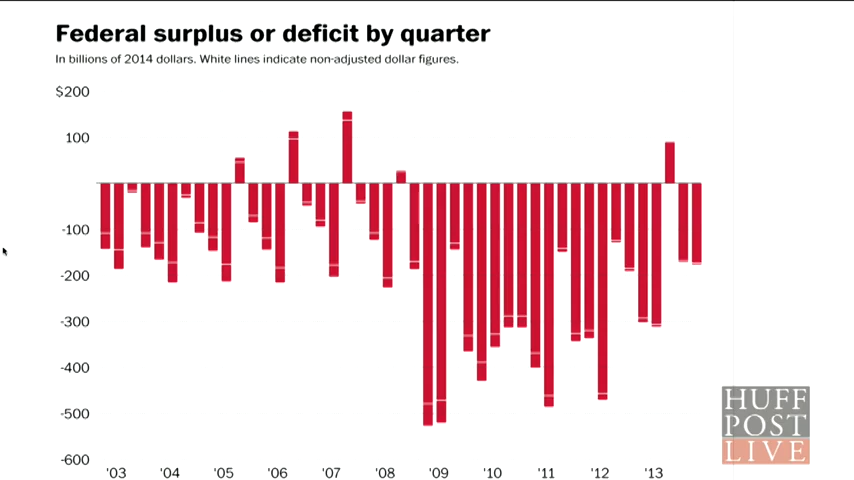 Federal surplus or deficit by quarter
In billions of 2014 dollars. White lines indicate non-adjusted dollar figures.
$200
100
-100
-200
-300
-400
-500
-600
'03 '04 '05 '06 '07 '08 '09 '10 '11 '12 '13
HUFF
POST
LIVE